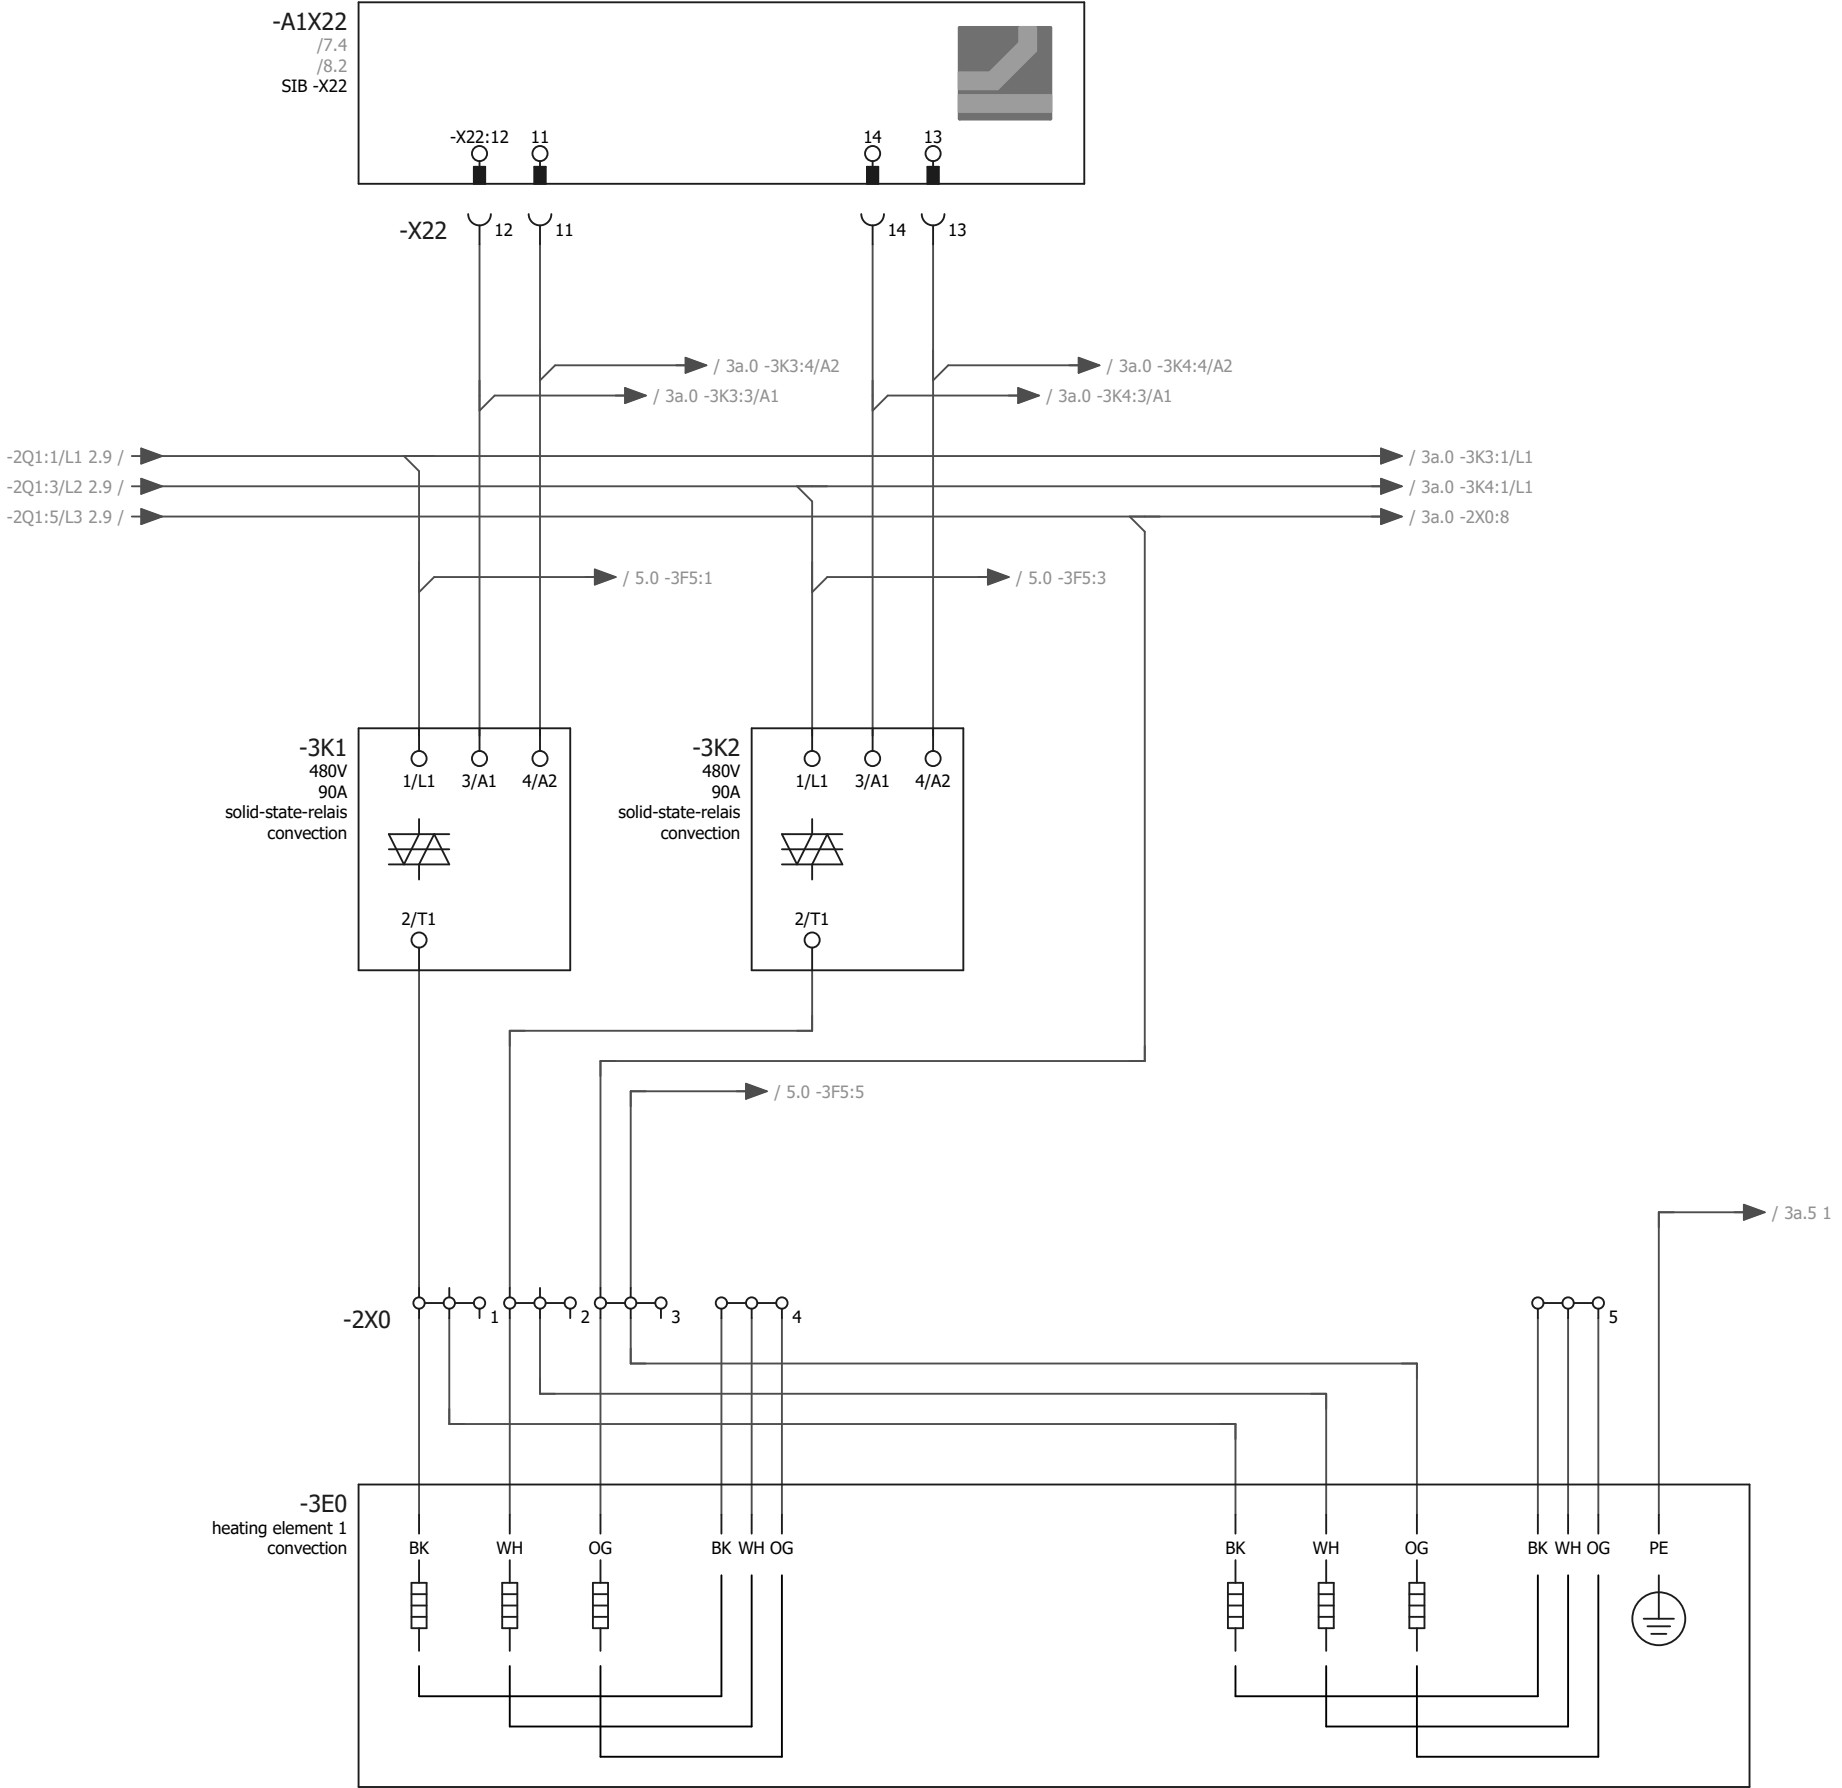 -A1X22
/7.4
/8.2
SIB -X22
-X22:12 11 14 13
-X22 12 11 14 13
/ 3a.0 -3K3:4/A2 / 3a.0 -3K4:4/A2
/ 3a.0 -3K3:3/A1 / 3a.0 -3K4:3/A1
-2Q1:1/L1 2.9 / / 3a.0 -3K3:1/L1
-2Q1:3/L2 2.9 / / 3a.0 -3K4:1/L1
-2Q1:5/L3 2.9 / / 3a.0 -2X0:8
/ 5.0 -3F5:1 / 5.0 -3F5:3
-3K1
480V
90A
solid-state-relais
convection
1/L1 3/A1 4/A2
2/T1
-3K2
480V
90A
solid-state-relais
convection
1/L1 3/A1 4/A2
2/T1
/ 5.0 -3F5:5
/ 3a.5 1
-2X0 1 2 3 4 5
-3E0
heating element 1
convection
BK WH OG BK WH OG BK WH OG BK WH OG PE